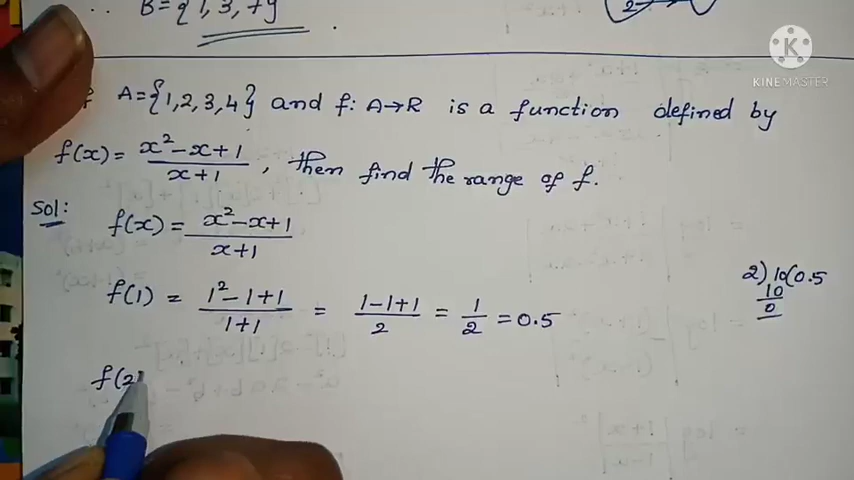 B = {1, 3, +y
K
KINEMASTER
A={1,2,3,4} and f: A→R is a function defined by
f(x) = x²-x+1 / x+1 , then find the range of f.
Sol:
f(x) = x²-x+1 / x+1
f(1) = 1²-1+1 / 1+1 = 1-1+1 / 2 = 1/2 = 0.5
2) 10 (0.5
10
0
f(2